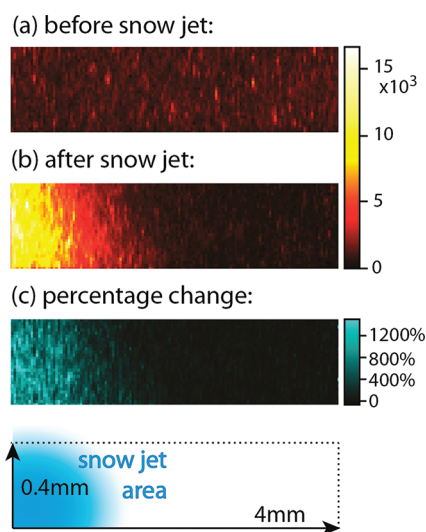 (a) before snow jet:
15
x10³
10
(b) after snow jet:
5
0
(c) percentage change:
1200%
800%
400%
0
snow jet
0.4mm
area
4mm